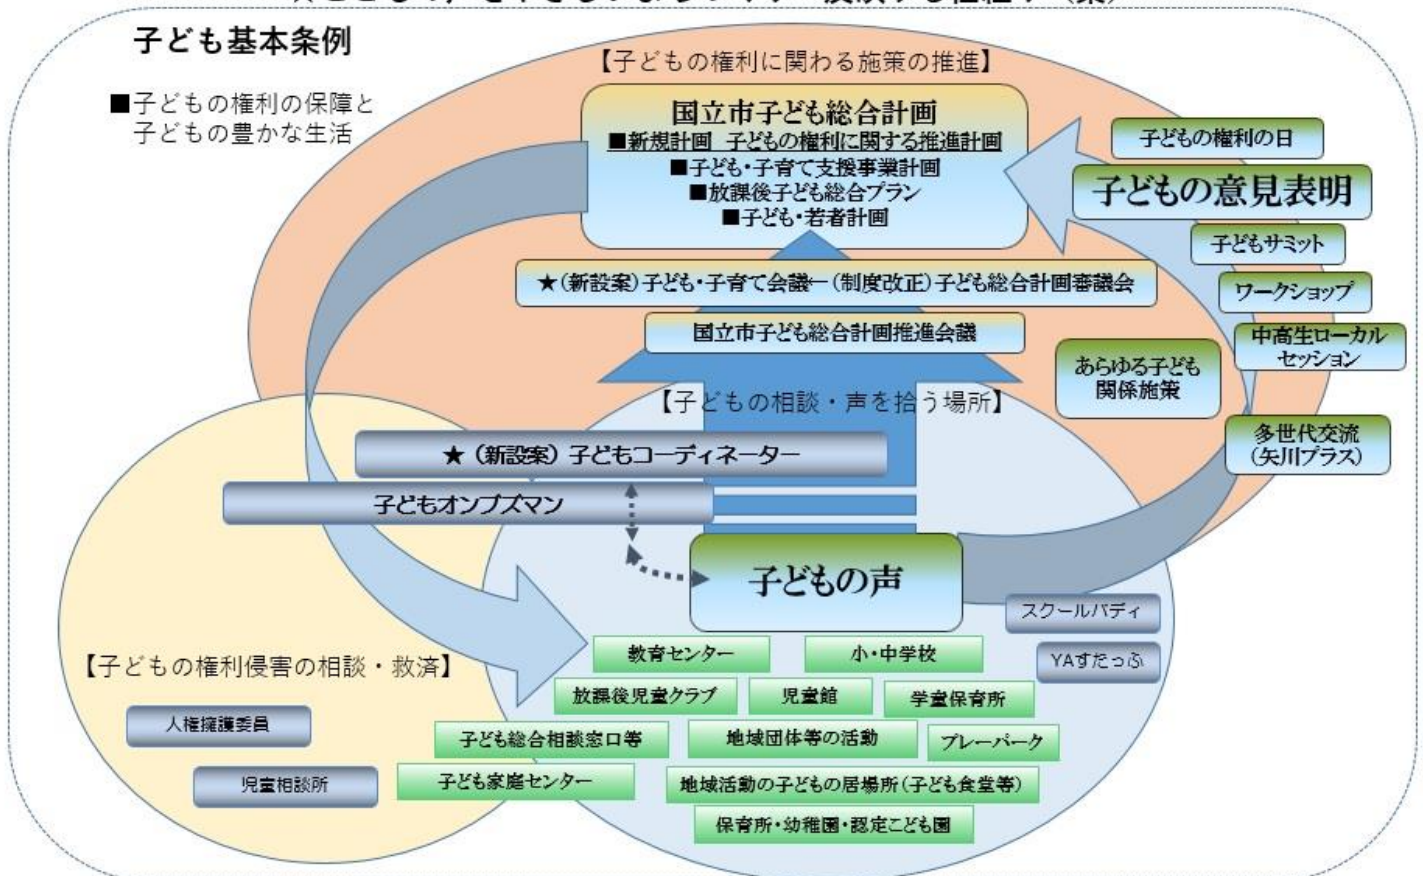 子ども基本条例
■子どもの権利の保障と
子どもの豊かな生活
【子どもの権利に関わる施策の推進】
国立市子ども総合計画
■新規計画 子どもの権利に関する推進計画
■子ども・子育て支援事業計画
■放課後子ども総合プラン
■子ども・若者計画
子どもの権利の日
子どもの意見表明
子どもサミット
ワークショップ
中高生ローカル
セッション
多世代交流
(矢川プラス)
★(新設案)子ども・子育て会議←(制度改正)子ども総合計画審議会
国立市子ども総合計画推進会議
あらゆる子ども
関係施策
【子どもの相談・声を拾う場所】
★(新設案)子どもコーディネーター
子どもオンブズマン
子どもの声
スクールバディ
YAすたっふ
【子どもの権利侵害の相談・救済】
人権擁護委員
児童相談所
教育センター
小・中学校
放課後児童クラブ
児童館
学童保育所
子ども総合相談窓口等
地域団体等の活動
プレーパーク
子ども家庭センター
地域活動の子どもの居場所(子ども食堂等)
保育所・幼稚園・認定こども園